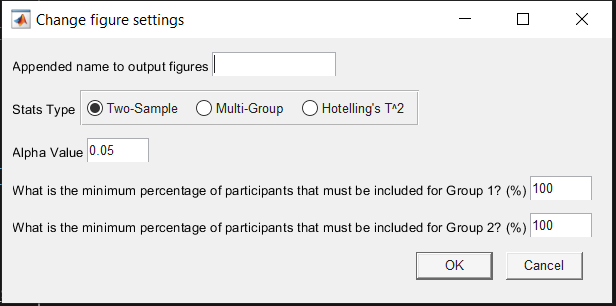 Change figure settings
Appended name to output figures
Stats Type Two-Sample Multi-Group Hotelling's T^2
Alpha Value 0.05
What is the minimum percentage of participants that must be included for Group 1? (%) 100
What is the minimum percentage of participants that must be included for Group 2? (%) 100
OK Cancel